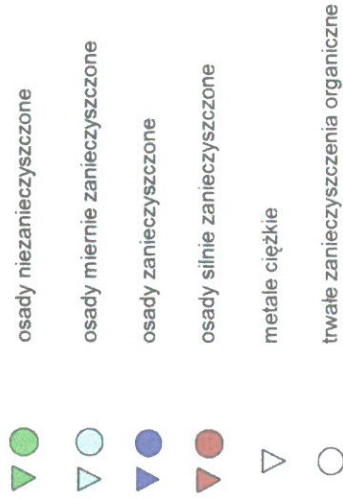 osady niezanieczyszczone
osady miernie zanieczyszczone
osady zanieczyszczone
osady silnie zanieczyszczone
metale ciężkie
trwałe zanieczyszczenia organiczne